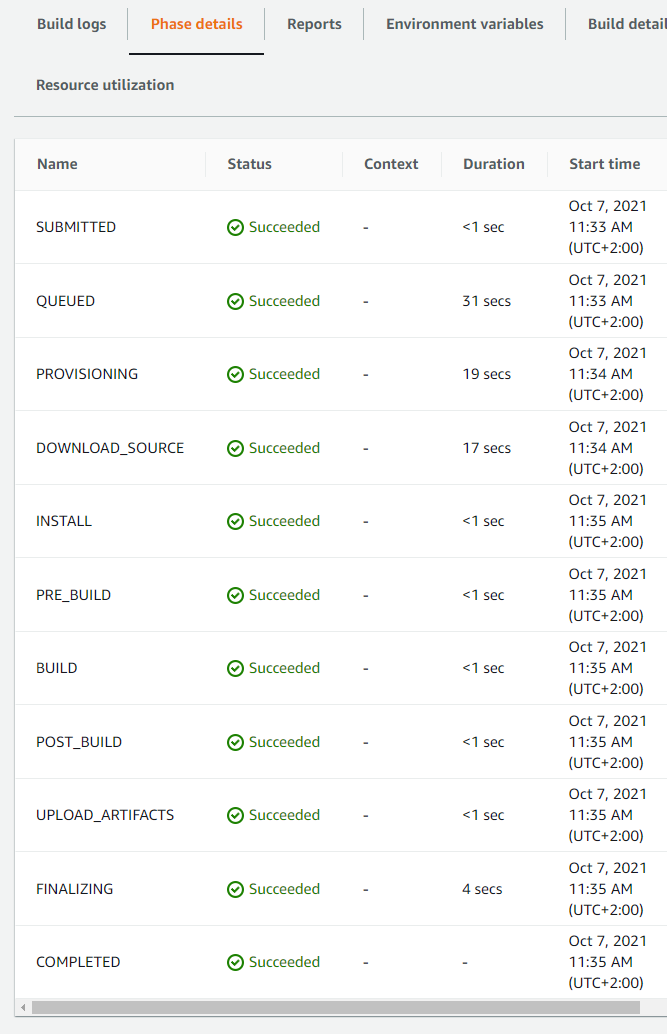 Build logs
Phase details
Reports
Environment variables
Build detail
Resource utilization
Name Status Context Duration Start time
SUBMITTED Succeeded - <1 sec Oct 7, 2021
11:33 AM
(UTC+2:00)
QUEUED Succeeded - 31 secs Oct 7, 2021
11:33 AM
(UTC+2:00)
PROVISIONING Succeeded - 19 secs Oct 7, 2021
11:34 AM
(UTC+2:00)
DOWNLOAD_SOURCE Succeeded - 17 secs Oct 7, 2021
11:34 AM
(UTC+2:00)
INSTALL Succeeded - <1 sec Oct 7, 2021
11:35 AM
(UTC+2:00)
PRE_BUILD Succeeded - <1 sec Oct 7, 2021
11:35 AM
(UTC+2:00)
BUILD Succeeded - <1 sec Oct 7, 2021
11:35 AM
(UTC+2:00)
POST_BUILD Succeeded - <1 sec Oct 7, 2021
11:35 AM
(UTC+2:00)
UPLOAD_ARTIFACTS Succeeded - <1 sec Oct 7, 2021
11:35 AM
(UTC+2:00)
FINALIZING Succeeded - 4 secs Oct 7, 2021
11:35 AM
(UTC+2:00)
COMPLETED Succeeded - - Oct 7, 2021
11:35 AM
(UTC+2:00)